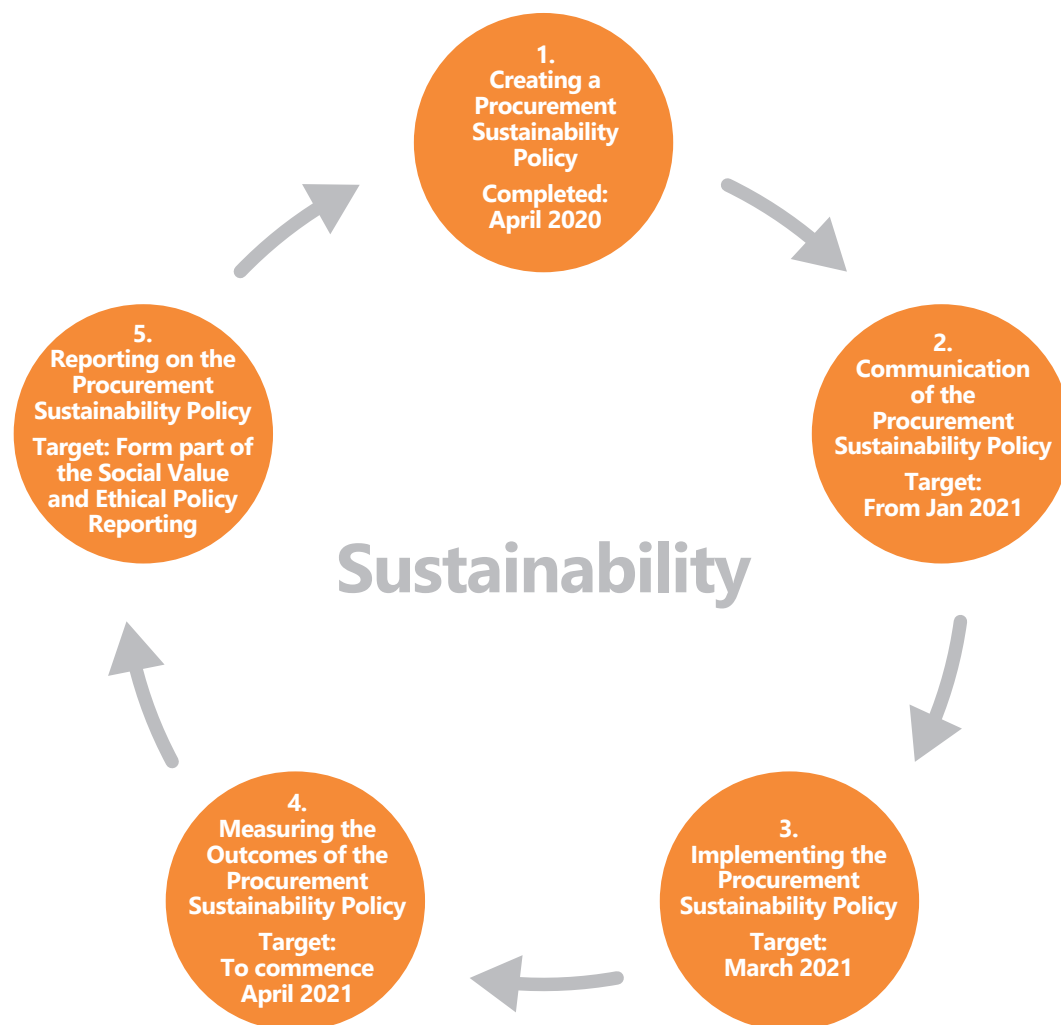 1.
Creating a
Procurement
Sustainability
Policy
Completed:
April 2020
2.
Communication
of the
Procurement
Sustainability Policy
Target:
From Jan 2021
3.
Implementing the
Procurement
Sustainability Policy
Target:
March 2021
4.
Measuring the
Outcomes of the
Procurement
Sustainability Policy
Target:
To commence
April 2021
5.
Reporting on the
Procurement
Sustainability Policy
Target: Form part of
the Social Value
and Ethical Policy
Reporting
Sustainability